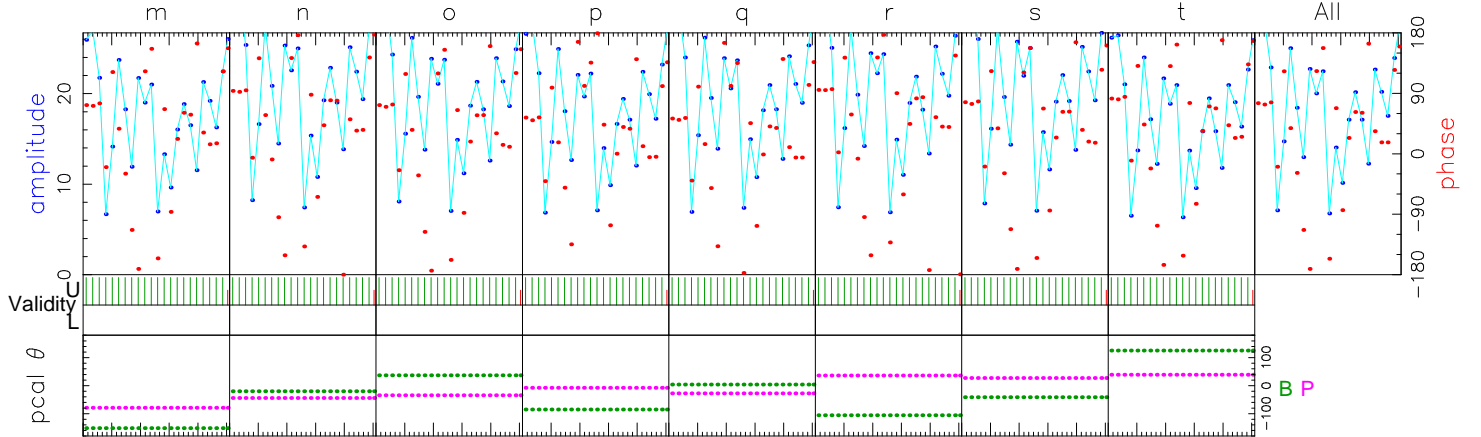 m n o p q r s t All
amplitude
20
10
0
180
90
0
−90
−180
phase
Validity
U
L
pcal θ
100
0
−100
B P